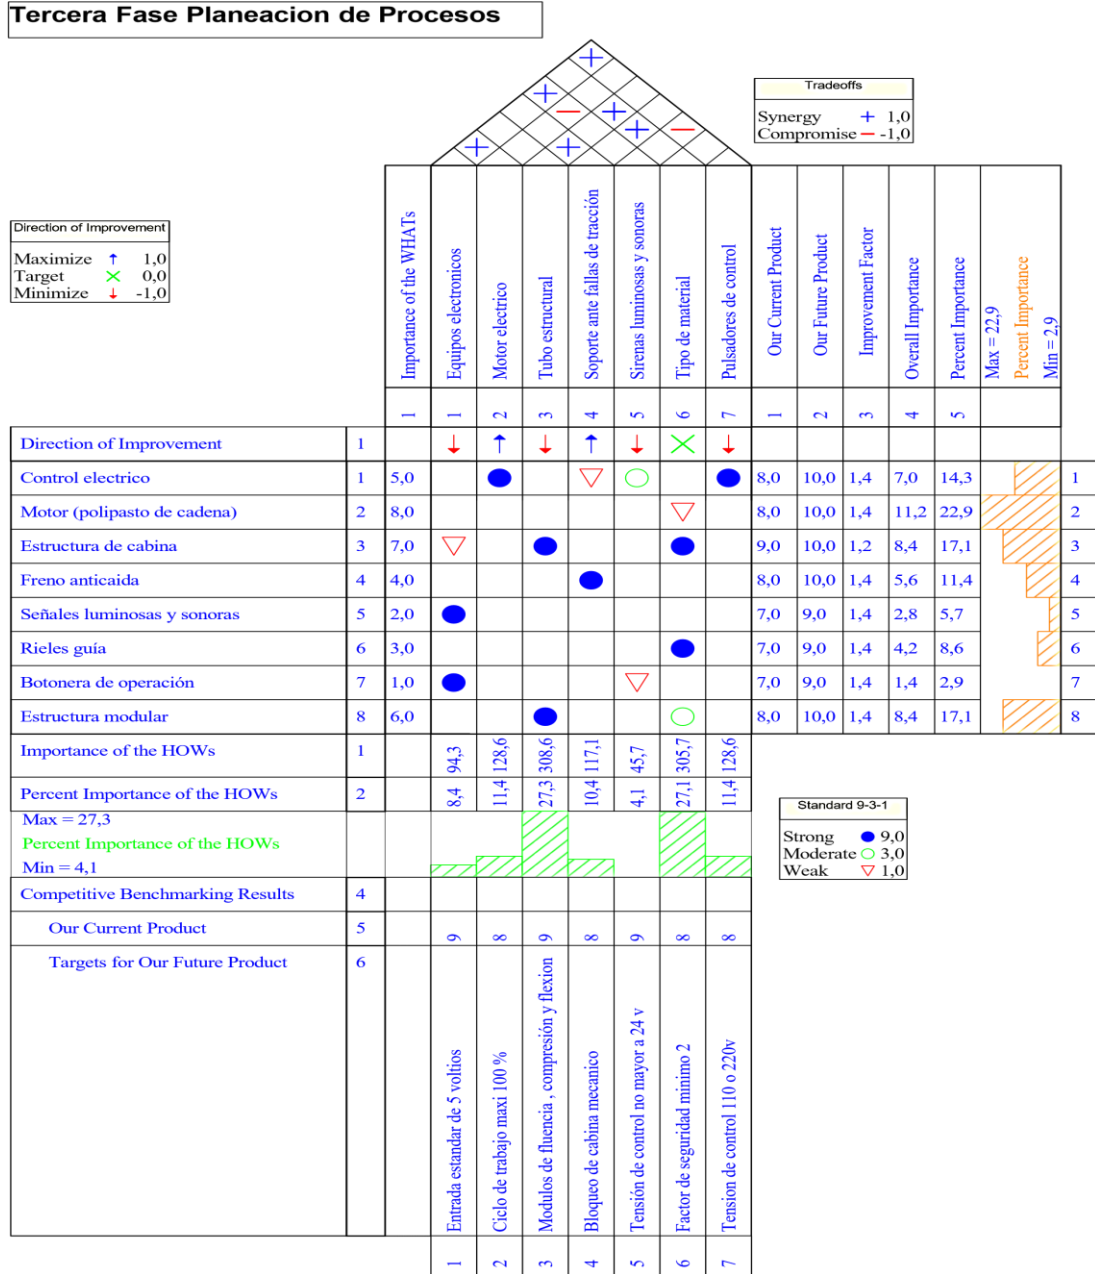 Tercera Fase Planeacion de Procesos
Tradeoffs
Synergy + 1,0
Compromise − -1,0
Direction of Improvement
Maximize ↑ 1,0
Target × 0,0
Minimize ↓ -1,0
Importance of the WHATs
Equipos electronicos
Motor electrico
Tubo estructural
Soporte ante fallas de tracción
Sirenas luminosas y sonoras
Tipo de material
Pulsadores de control
Our Current Product
Our Future Product
Improvement Factor
Overall Importance
Percent Importance
Max = 22,9
Percent Importance
Min = 2,9
1 1 2 3 4 5 6 7 1 2 3 4 5
Direction of Improvement 1 ↓ ↑ ↓ ↑ ↓ × ↓
Control electrico 1 5,0 8,0 10,0 1,4 7,0 14,3 1
Motor (polipasto de cadena) 2 8,0 8,0 10,0 1,4 11,2 22,9 2
Estructura de cabina 3 7,0 9,0 10,0 1,2 8,4 17,1 3
Freno anticaida 4 4,0 8,0 10,0 1,4 5,6 11,4 4
Señales luminosas y sonoras 5 2,0 7,0 9,0 1,4 2,8 5,7 5
Rieles guía 6 3,0 7,0 9,0 1,4 4,2 8,6 6
Botonera de operación 7 1,0 7,0 9,0 1,4 1,4 2,9 7
Estructura modular 8 6,0 8,0 10,0 1,4 8,4 17,1 8
Importance of the HOWs 1 94,3 128,6 308,6 117,1 45,7 305,7 128,6
Percent Importance of the HOWs 2 8,4 11,4 27,3 10,4 4,1 27,1 11,4
Max = 27,3
Percent Importance of the HOWs
Min = 4,1
Standard 9-3-1
Strong 9,0
Moderate 3,0
Weak 1,0
Competitive Benchmarking Results 4
Our Current Product 5 9 8 9 8 9 8 8
Targets for Our Future Product 6
Entrada estandar de 5 voltios
Ciclo de trabajo maxi 100 %
Modulos de fluencia , compresión y flexion
Bloqueo de cabina mecanico
Tensión de control no mayor a 24 v
Factor de seguridad minimo 2
Tension de control 110 o 220v
1 2 3 4 5 6 7